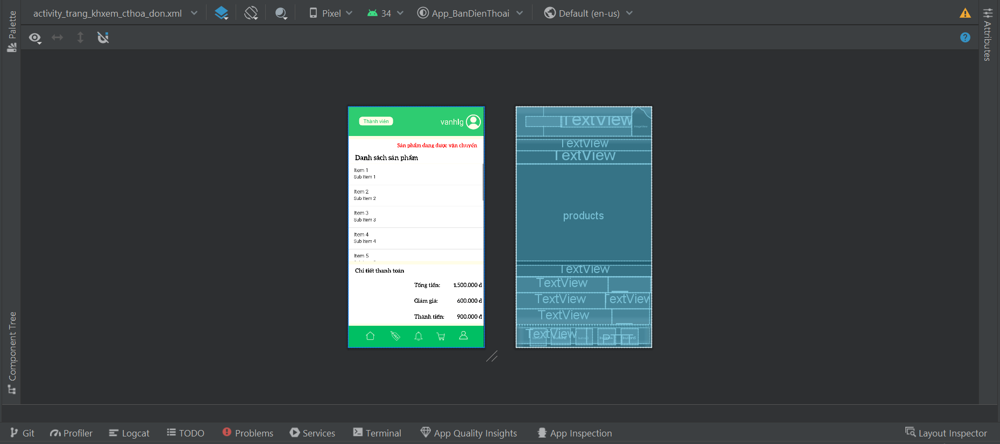 activity_trang_khxem_cthoa_don.xml
Pixel
34
App_BanDienThoai
Default (en-us)
Palette
Attributes
Component Tree
Thành viên
vanhlg
Sản phẩm đang được vận chuyển
Danh sách sản phẩm
Item 1
Sub Item 1
Item 2
Sub Item 2
Item 3
Sub Item 3
Item 4
Sub Item 4
Item 5
Chi tiết thanh toán
Tổng tiền: 1.500.000 đ
Giảm giá: 600.000 đ
Thành tiền: 900.000 đ
TextView
TextView
TextView
products
TextView
TextView
TextView TextView
TextView
TextView
button5
Git
Profiler
Logcat
TODO
Problems
Services
Terminal
App Quality Insights
App Inspection
Layout Inspector